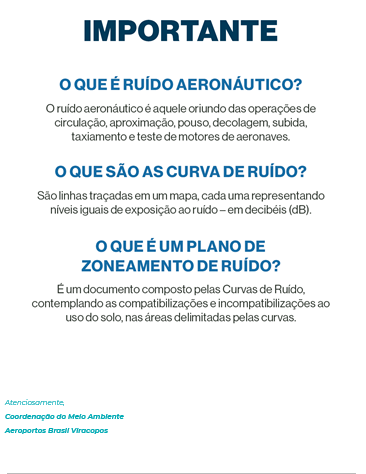 IMPORTANTE
O QUE É RUÍDO AERONÁUTICO?
O ruído aeronáutico é aquele oriundo das operações de
circulação, aproximação, pouso, decolagem, subida,
taxiamento e teste de motores de aeronaves.
O QUE SÃO AS CURVA DE RUÍDO?
São linhas traçadas em um mapa, cada uma representando
níveis iguais de exposição ao ruído – em decibéis (dB).
O QUE É UM PLANO DE
ZONEAMENTO DE RUÍDO?
É um documento composto pelas Curvas de Ruído,
contemplando as compatibilizações e incompatibilizações ao
uso do solo, nas áreas delimitadas pelas curvas.
Atenciosamente,
Coordenação do Meio Ambiente
Aeroportos Brasil Viracopos